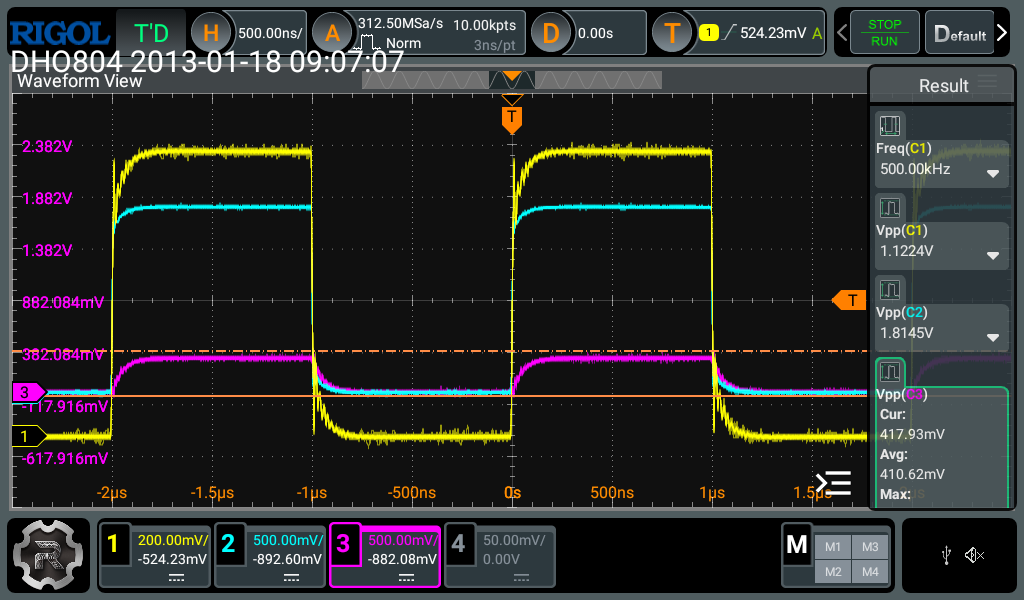 RIGOL T'D H 500.00ns/ A 312.50MSa/s 10.00kpts Norm 3ns/pt D 0.00s T 1 524.23mV A STOP RUN Default
DHO804 2013-01-18 09:07:07
Waveform View
Result
T
2.382V
1.882V
1.382V
882.084mV
382.084mV
-117.916mV
-617.916mV
3
1
T
-2µs -1.5µs -1µs -500ns 0s 500ns 1µs 1.5µs
Freq(C1)
500.00kHz
Vpp(C1)
1.1224V
Vpp(C2)
1.8145V
Vpp(C3)
Cur:
417.93mV
Avg:
410.62mV
Max:
1 200.00mV/ -524.23mV
2 500.00mV/ -892.60mV
3 500.00mV/ -882.08mV
4 50.00mV/ 0.00V
M M1 M3
M2 M4